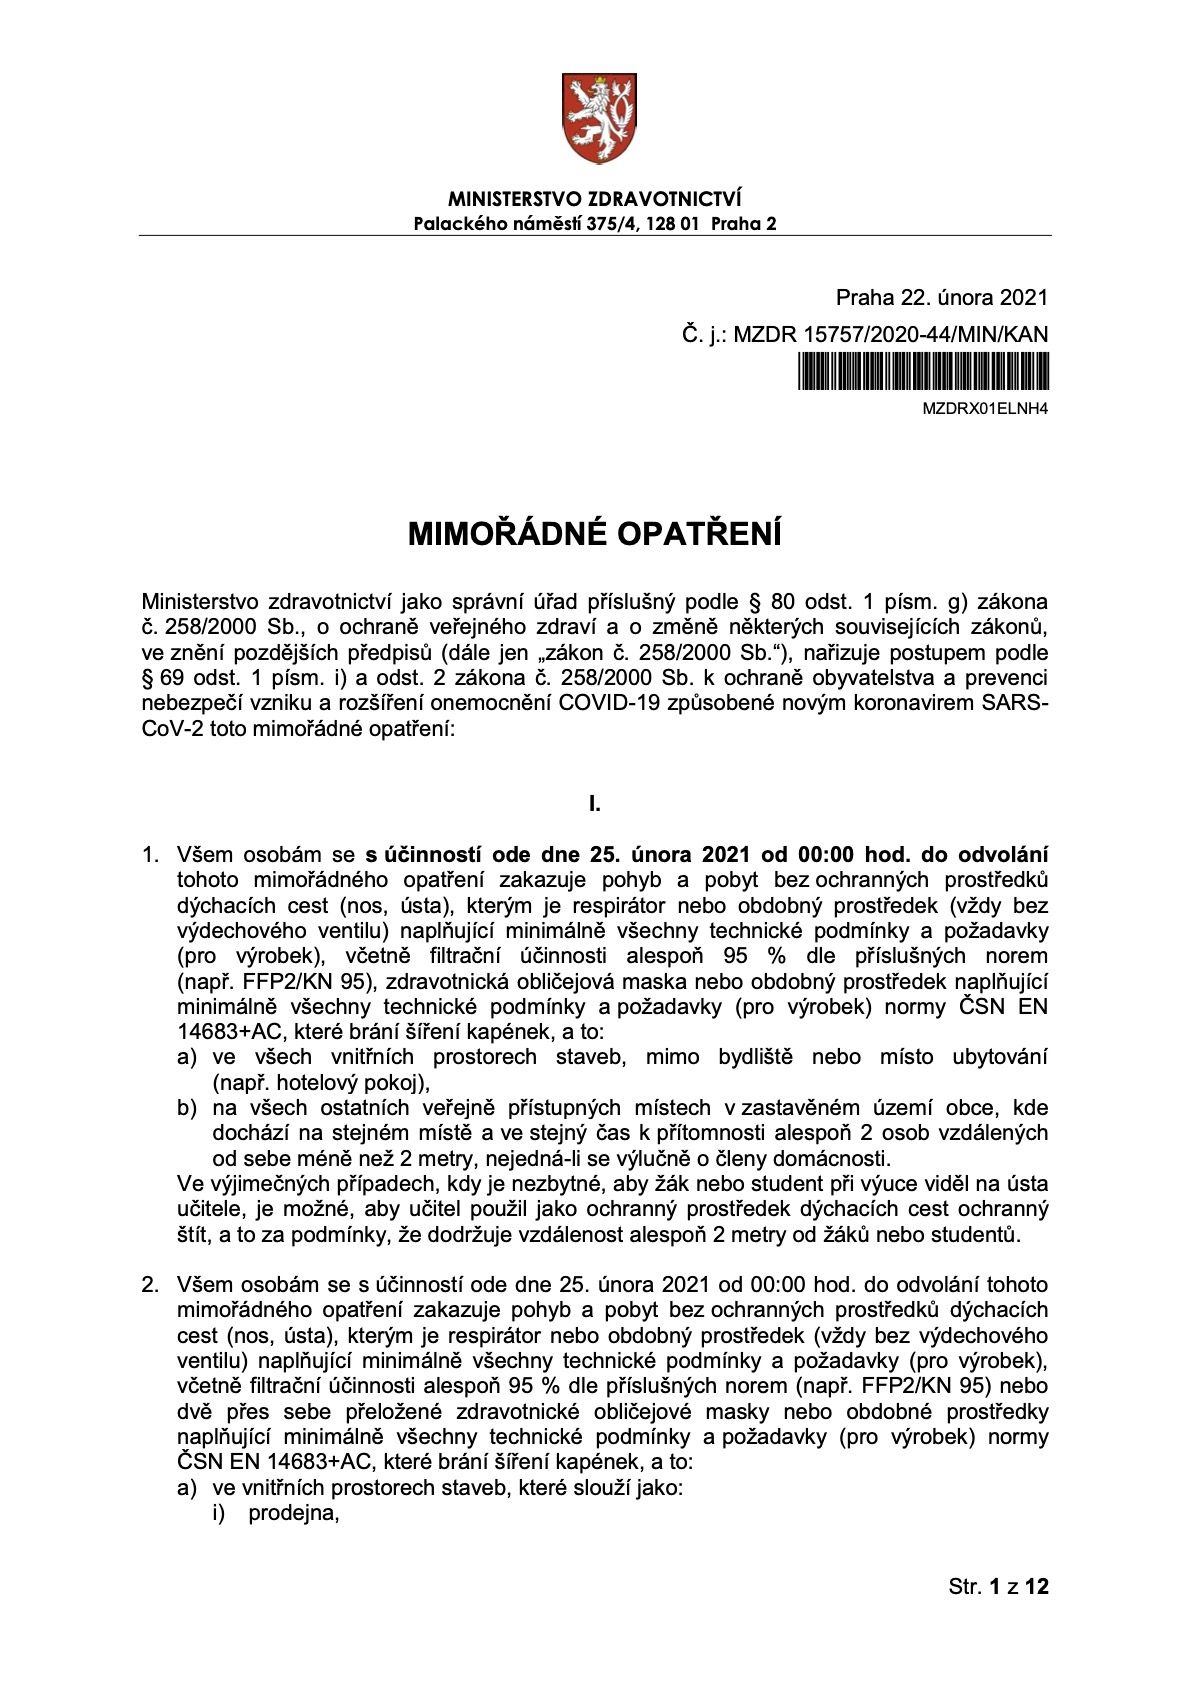 MINISTERSTVO ZDRAVOTNICTVÍ
Palackého náměstí 375/4, 128 01 Praha 2
Praha 22. února 2021
Č. j.: MZDR 15757/2020-44/MIN/KAN
MZDRX01ELNH4
MIMOŘÁDNÉ OPATŘENÍ
Ministerstvo zdravotnictví jako správní úřad příslušný podle § 80 odst. 1 písm. g) zákona
č. 258/2000 Sb., o ochraně veřejného zdraví a o změně některých souvisejících zákonů,
ve znění pozdějších předpisů (dále jen „zákon č. 258/2000 Sb.“), nařizuje postupem podle
§ 69 odst. 1 písm. i) a odst. 2 zákona č. 258/2000 Sb. k ochraně obyvatelstva a prevenci
nebezpečí vzniku a rozšíření onemocnění COVID-19 způsobené novým koronavirem SARS-
CoV-2 toto mimořádné opatření:
I.
1. Všem osobám se s účinností ode dne 25. února 2021 od 00:00 hod. do odvolání
tohoto mimořádného opatření zakazuje pohyb a pobyt bez ochranných prostředků
dýchacích cest (nos, ústa), kterým je respirátor nebo obdobný prostředek (vždy bez
výdechového ventilu) naplňující minimálně všechny technické podmínky a požadavky
(pro výrobek), včetně filtrační účinnosti alespoň 95 % dle příslušných norem
(např. FFP2/KN 95), zdravotnická obličejová maska nebo obdobný prostředek naplňující
minimálně všechny technické podmínky a požadavky (pro výrobek) normy ČSN EN
14683+AC, které brání šíření kapének, a to:
a) ve všech vnitřních prostorech staveb, mimo bydliště nebo místo ubytování
(např. hotelový pokoj),
b) na všech ostatních veřejně přístupných místech v zastavěném území obce, kde
dochází na stejném místě a ve stejný čas k přítomnosti alespoň 2 osob vzdálených
od sebe méně než 2 metry, nejedná-li se výlučně o členy domácnosti.
Ve výjimečných případech, kdy je nezbytné, aby žák nebo student při výuce viděl na ústa
učitele, je možné, aby učitel použil jako ochranný prostředek dýchacích cest ochranný
štít, a to za podmínky, že dodržuje vzdálenost alespoň 2 metry od žáků nebo studentů.
2. Všem osobám se s účinností ode dne 25. února 2021 od 00:00 hod. do odvolání tohoto
mimořádného opatření zakazuje pohyb a pobyt bez ochranných prostředků dýchacích
cest (nos, ústa), kterým je respirátor nebo obdobný prostředek (vždy bez výdechového
ventilu) naplňující minimálně všechny technické podmínky a požadavky (pro výrobek),
včetně filtrační účinnosti alespoň 95 % dle příslušných norem (např. FFP2/KN 95) nebo
dvě přes sebe přeložené zdravotnické obličejové masky nebo obdobné prostředky
naplňující minimálně všechny technické podmínky a požadavky (pro výrobek) normy
ČSN EN 14683+AC, které brání šíření kapének, a to:
a) ve vnitřních prostorech staveb, které slouží jako:
i) prodejna,
Str. 1 z 12